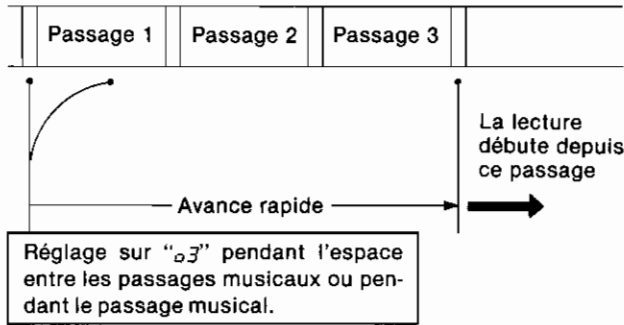 Passage 1
Passage 2
Passage 3
La lecture
débute depuis
ce passage
Avance rapide
Réglage sur “o3” pendant l’espace
entre les passages musicaux ou pen-
dant le passage musical.